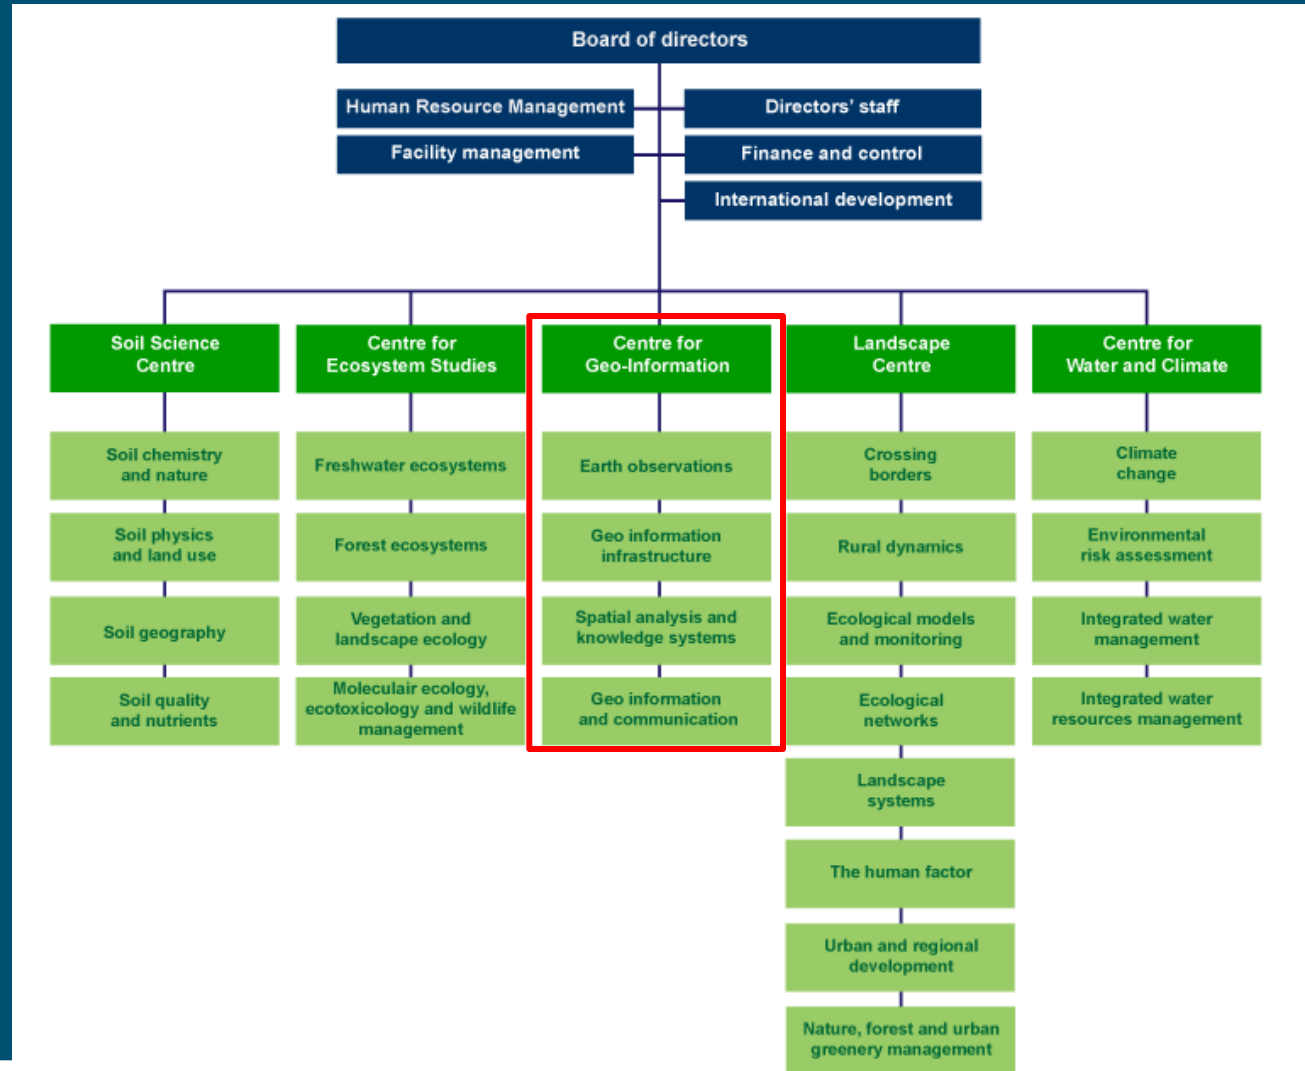 Board of directors
Human Resource Management
Directors' staff
Facility management
Finance and control
International development
Soil Science
Centre
Soil chemistry
and nature
Soil physics
and land use
Soil geography
Soil quality
and nutrients
Centre for
Ecosystem Studies
Freshwater ecosystems
Forest ecosystems
Vegetation and
landscape ecology
Moleculair ecology,
ecotoxicology and wildlife
management
Centre for
Geo-Information
Earth observations
Geo information
infrastructure
Spatial analysis and
knowledge systems
Geo information
and communication
Landscape
Centre
Crossing
borders
Rural dynamics
Ecological models
and monitoring
Ecological
networks
Landscape
systems
The human factor
Urban and regional
development
Nature, forest and urban
greenery management
Centre for
Water and Climate
Climate
change
Environmental
risk assessment
Integrated water
management
Integrated water
resources management